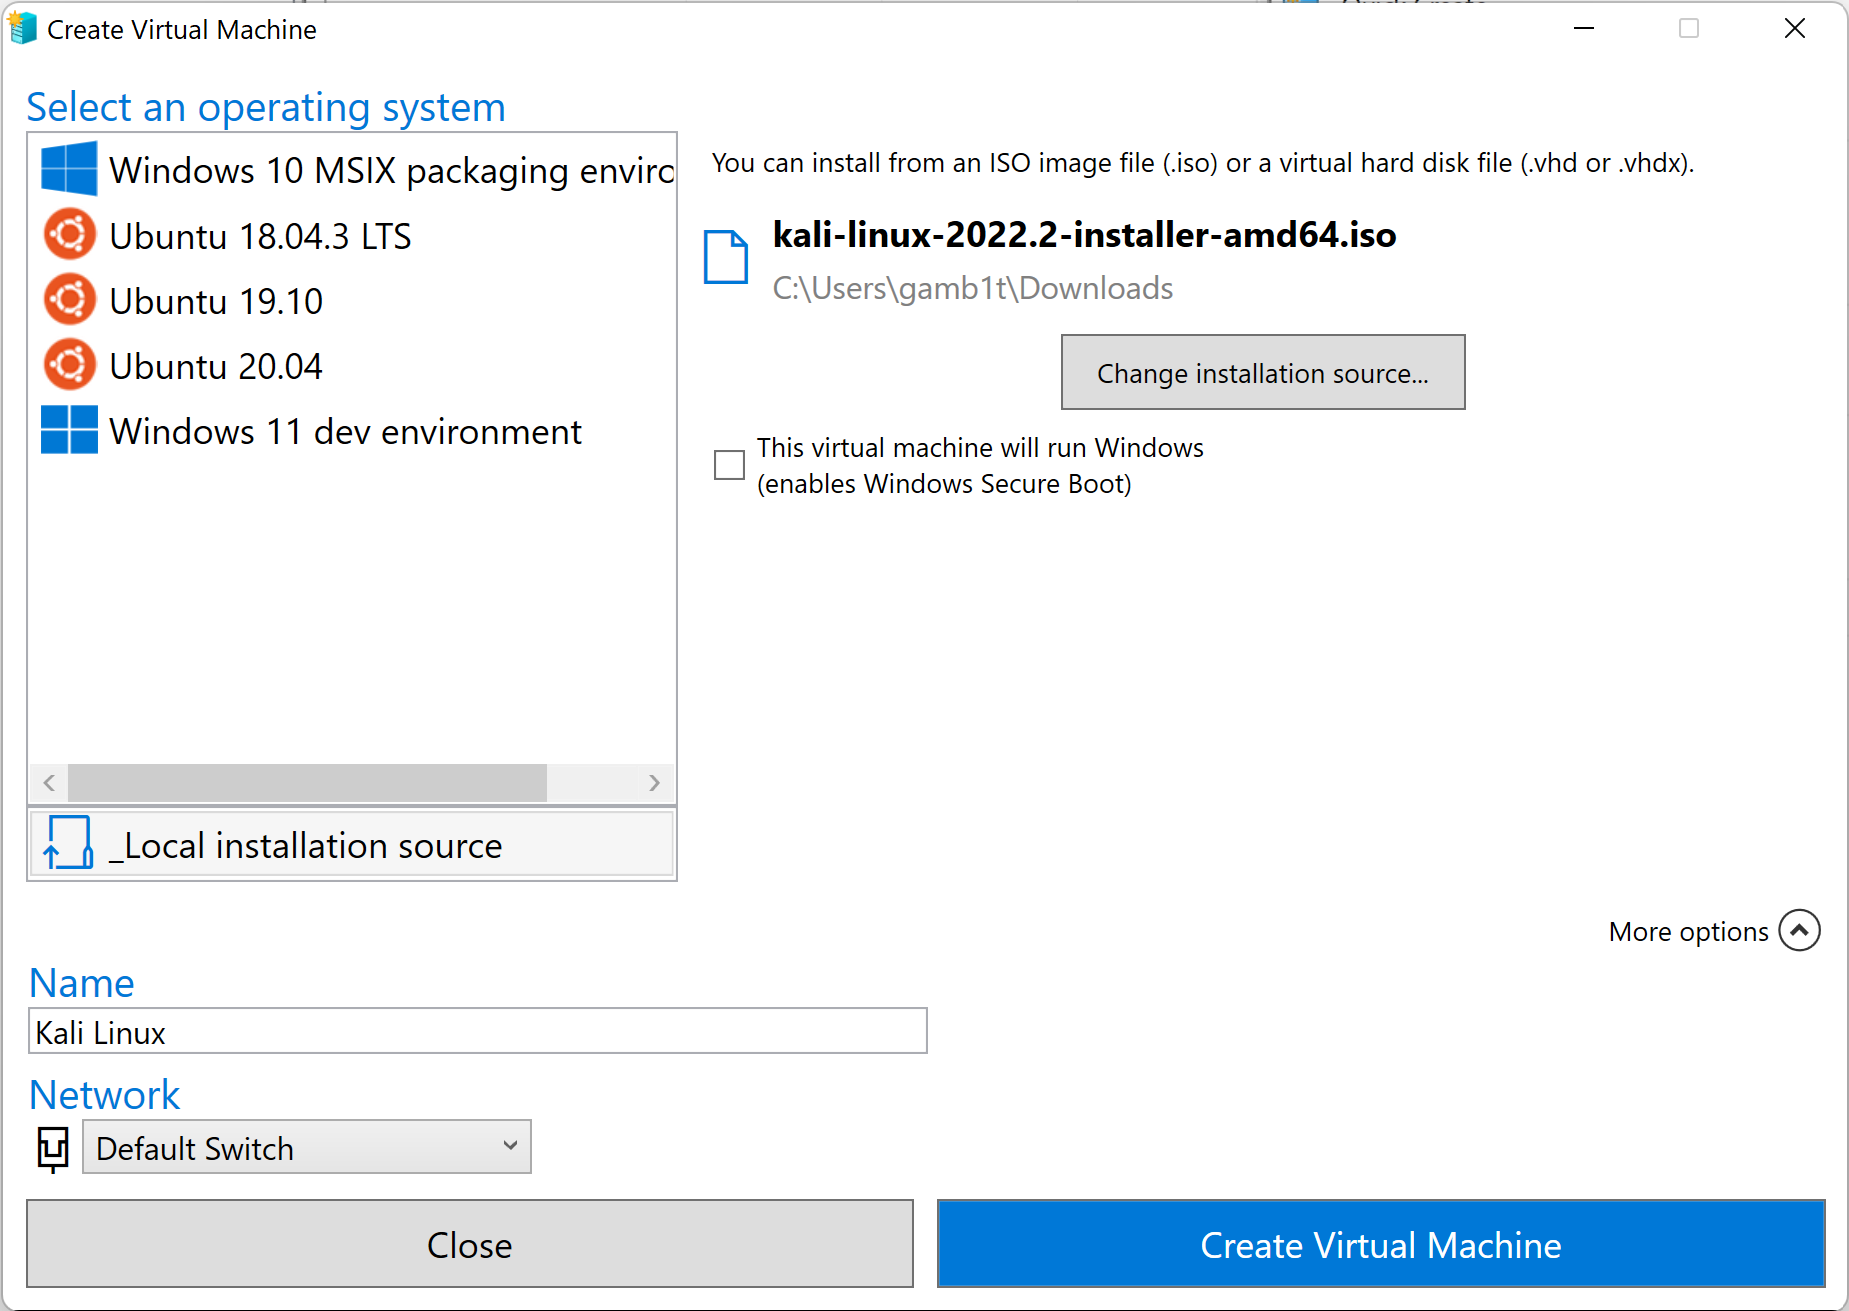 Create Virtual Machine
Select an operating system
Windows 10 MSIX packaging enviro
Ubuntu 18.04.3 LTS
Ubuntu 19.10
Ubuntu 20.04
Windows 11 dev environment
_Local installation source
You can install from an ISO image file (.iso) or a virtual hard disk file (.vhd or .vhdx).
kali-linux-2022.2-installer-amd64.iso
C:\Users\gamb1t\Downloads
Change installation source...
This virtual machine will run Windows
(enables Windows Secure Boot)
More options
Name
Kali Linux
Network
Default Switch
Close
Create Virtual Machine